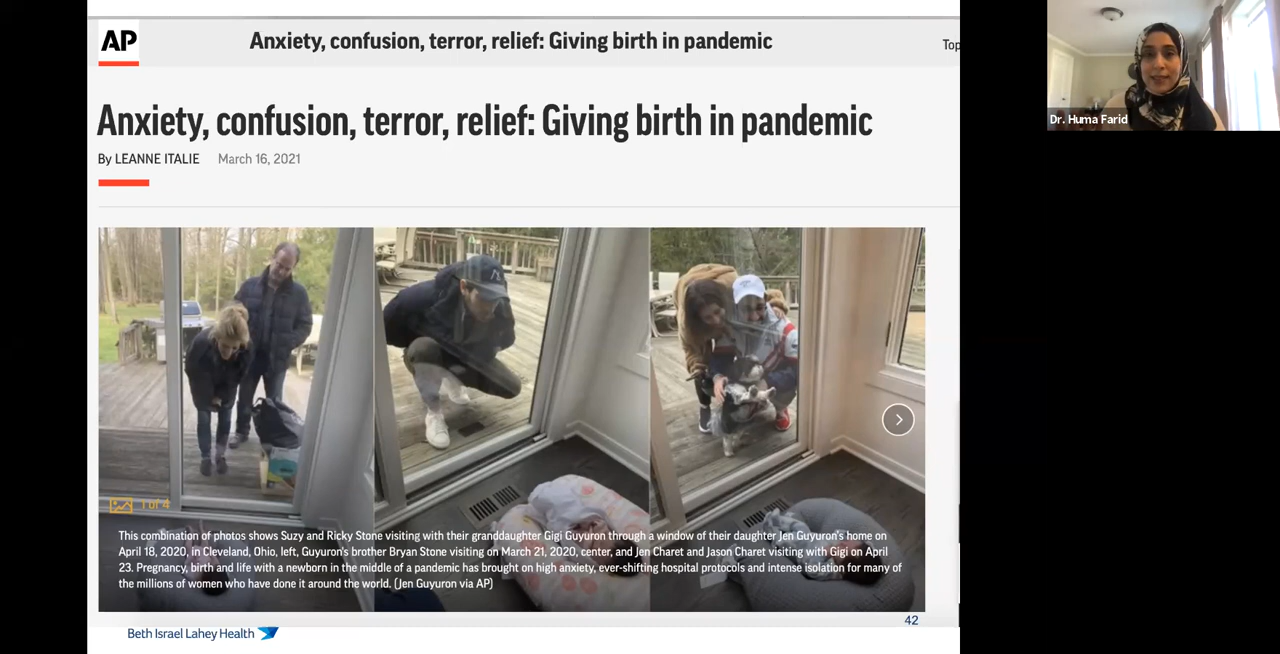 AP
Anxiety, confusion, terror, relief: Giving birth in pandemic
Top
Anxiety, confusion, terror, relief: Giving birth in pandemic
By LEANNE ITALIE March 16, 2021
1 of 4
This combination of photos shows Suzy and Ricky Stone visiting with their granddaughter Gigi Guyuron through a window of their daughter Jen Guyuron's home on
April 18, 2020, in Cleveland, Ohio, left, Guyuron's brother Bryan Stone visiting on March 21, 2020, center, and Jen Charet and Jason Charet visiting with Gigi on April
23. Pregnancy, birth and life with a newborn in the middle of a pandemic has brought on high anxiety, ever-shifting hospital protocols and intense isolation for many of
the millions of women who have done it around the world. (Jen Guyuron via AP)
42
Beth Israel Lahey Health
Dr. Huma Farid